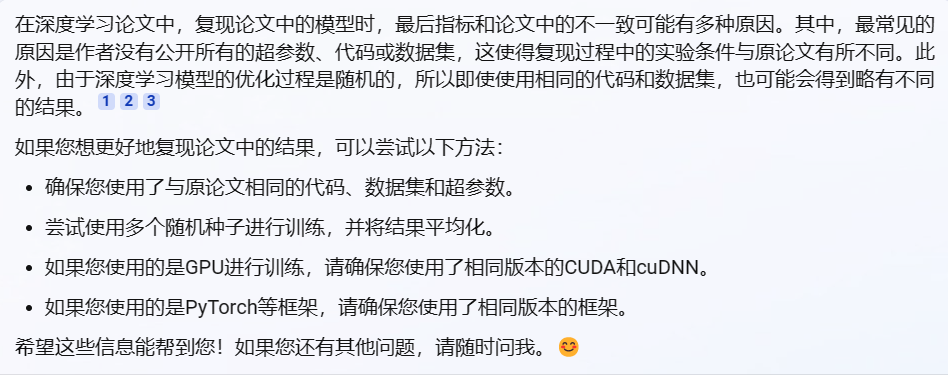 在深度学习论文中，复现论文中的模型时，最后指标和论文中的不一致可能有多种原因。其中，最常见的
原因是作者没有公开所有的超参数、代码或数据集，这使得复现过程中的实验条件与原论文有所不同。此
外，由于深度学习模型的优化过程是随机的，所以即使使用相同的代码和数据集，也可能会得到略有不同
的结果。 1 2 3
如果您想更好地复现论文中的结果，可以尝试以下方法：
• 确保您使用了与原论文相同的代码、数据集和超参数。
• 尝试使用多个随机种子进行训练，并将结果平均化。
• 如果您使用的是GPU进行训练，请确保您使用了相同版本的CUDA和cuDNN。
• 如果您使用的是PyTorch等框架，请确保您使用了相同版本的框架。
希望这些信息能帮到您！如果您还有其他问题，请随时问我。😊